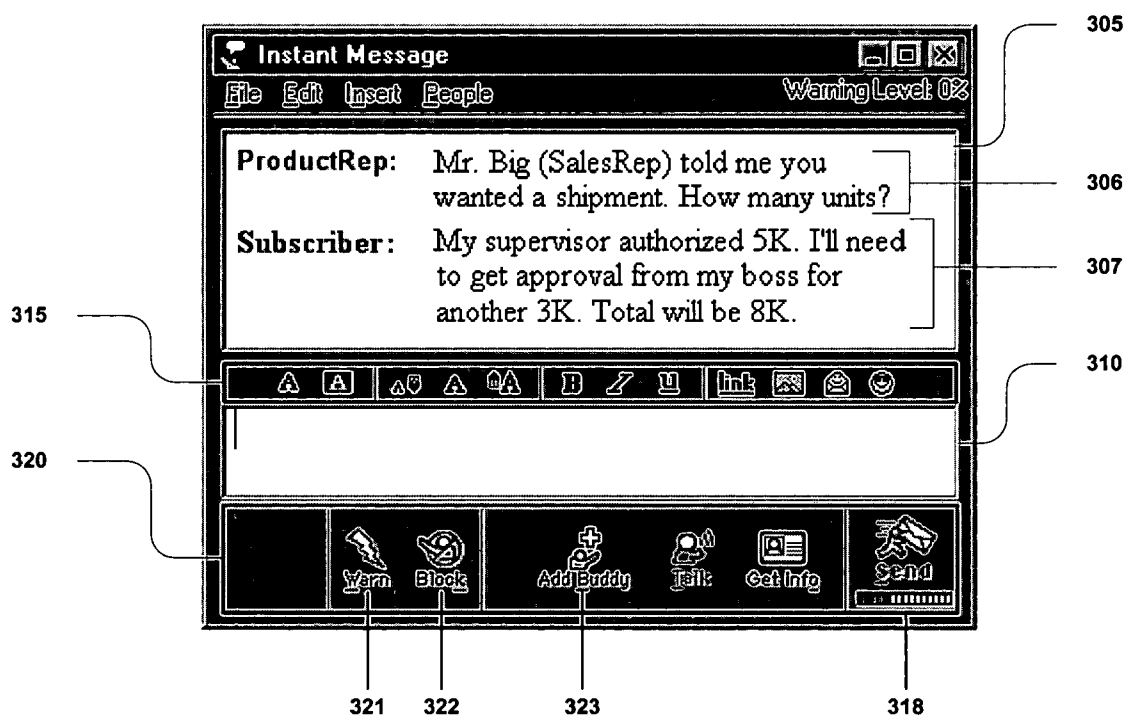 305
Instant Message
File Edit Insert People Warning Level: 0%
ProductRep: Mr. Big (SalesRep) told me you
wanted a shipment. How many units?
306
Subscriber: My supervisor authorized 5K. I'll need
to get approval from my boss for
another 3K. Total will be 8K.
307
315
A A A A A B I U link
310
320
Warn Block Add Buddy Talk Get Info Send
321 322 323 318